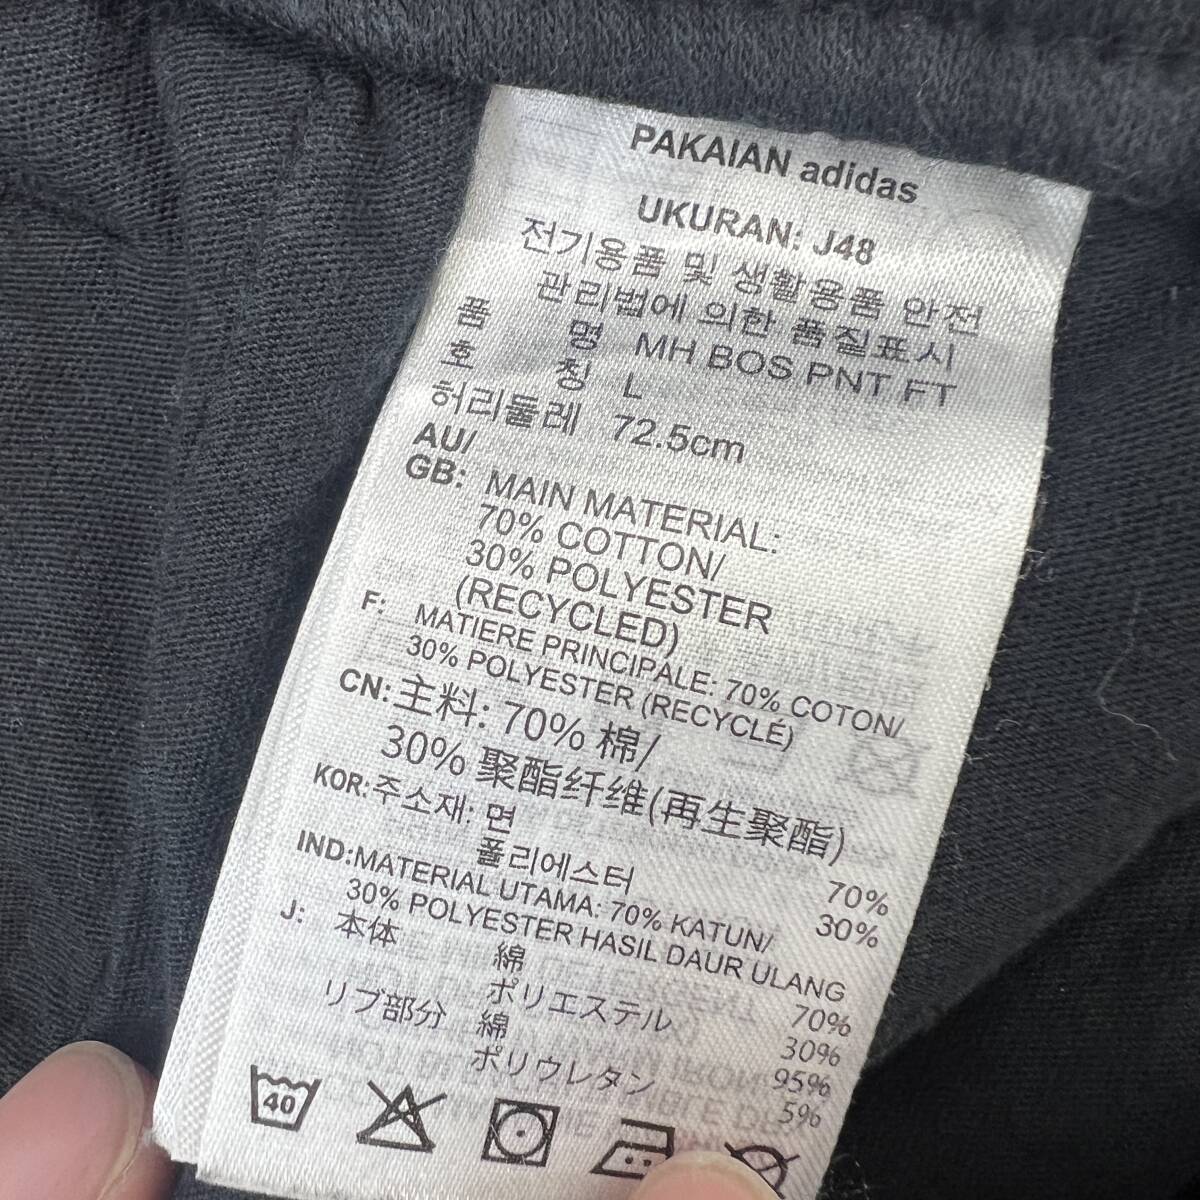 PAKAIAN adidas
UKURAN: J48
전기용품 및 생활용품 안전
관리법에 의한 품질표시
품 명 MH BOS PNT FT
호 칭 L
허리둘레 72.5cm
AU/
GB: MAIN MATERIAL:
70% COTTON/
30% POLYESTER
(RECYCLED)
F: MATIERE PRINCIPALE: 70% COTON/
30% POLYESTER (RECYCLÉ)
CN: 主料: 70% 棉/
30% 聚酯纤维(再生聚酯)
KOR: 주소재: 면 70%
폴리에스터 30%
IND: MATERIAL UTAMA: 70% KATUN/
30% POLYESTER HASIL DAUR ULANG
J: 本体 綿 70%
ポリエステル 30%
リブ部分 綿 95%
ポリウレタン 5%
40